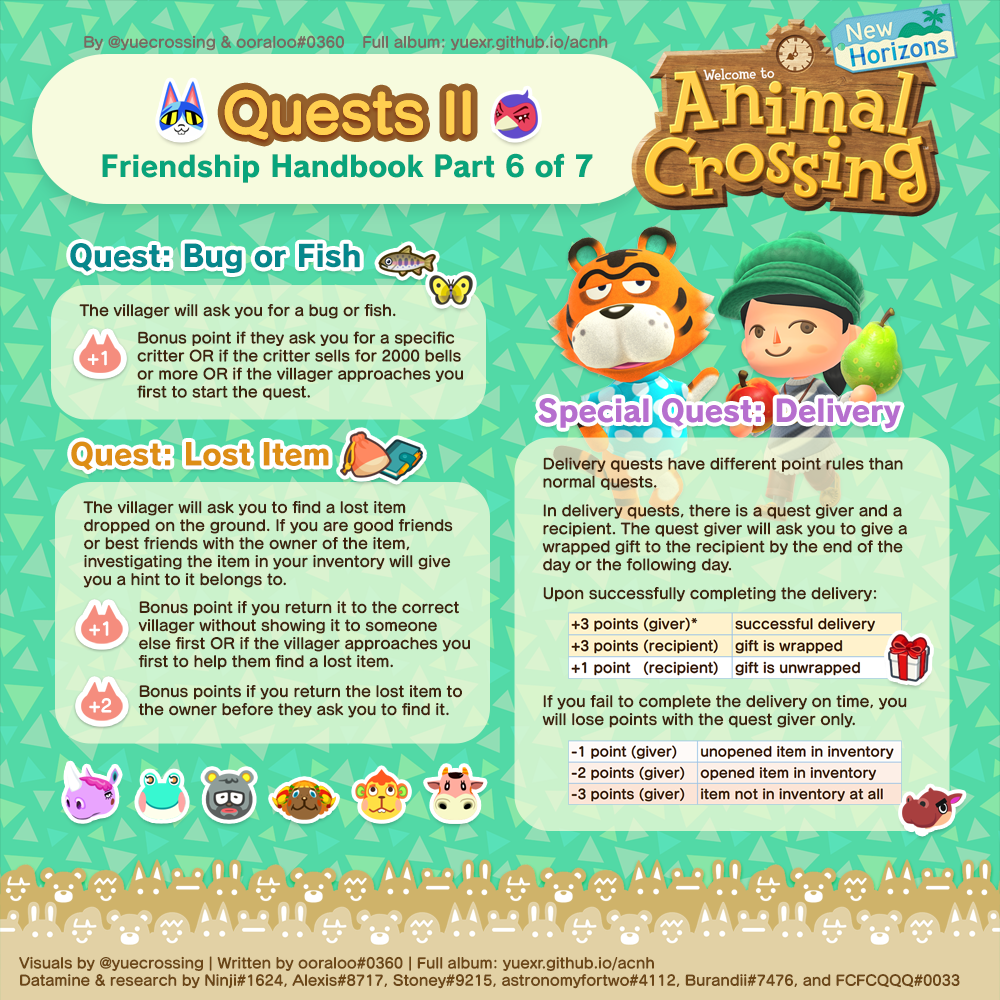 By @yuecrossing & ooraloo#0360 Full album: yuexr.github.io/acnh
New
Horizons
Welcome to
Animal
Crossing
Quests II
Friendship Handbook Part 6 of 7
Quest: Bug or Fish
The villager will ask you for a bug or fish.
+1
Bonus point if they ask you for a specific
critter OR if the critter sells for 2000 bells
or more OR if the villager approaches you
first to start the quest.
Quest: Lost Item
The villager will ask you to find a lost item
dropped on the ground. If you are good friends
or best friends with the owner of the item,
investigating the item in your inventory will give
you a hint to it belongs to.
+1
Bonus point if you return it to the correct
villager without showing it to someone
else first OR if the villager approaches you
first to help them find a lost item.
+2
Bonus points if you return the lost item to
the owner before they ask you to find it.
Special Quest: Delivery
Delivery quests have different point rules than
normal quests.
In delivery quests, there is a quest giver and a
recipient. The quest giver will ask you to give a
wrapped gift to the recipient by the end of the
day or the following day.
Upon successfully completing the delivery:
+3 points (giver)* successful delivery
+3 points (recipient) gift is wrapped
+1 point (recipient) gift is unwrapped
If you fail to complete the delivery on time, you
will lose points with the quest giver only.
-1 point (giver) unopened item in inventory
-2 points (giver) opened item in inventory
-3 points (giver) item not in inventory at all
Visuals by @yuecrossing | Written by ooraloo#0360 | Full album: yuexr.github.io/acnh
Datamine & research by Ninji#1624, Alexis#8717, Stoney#9215, astronomyfortwo#4112, Burandii#7476, and FCFCQQQ#0033